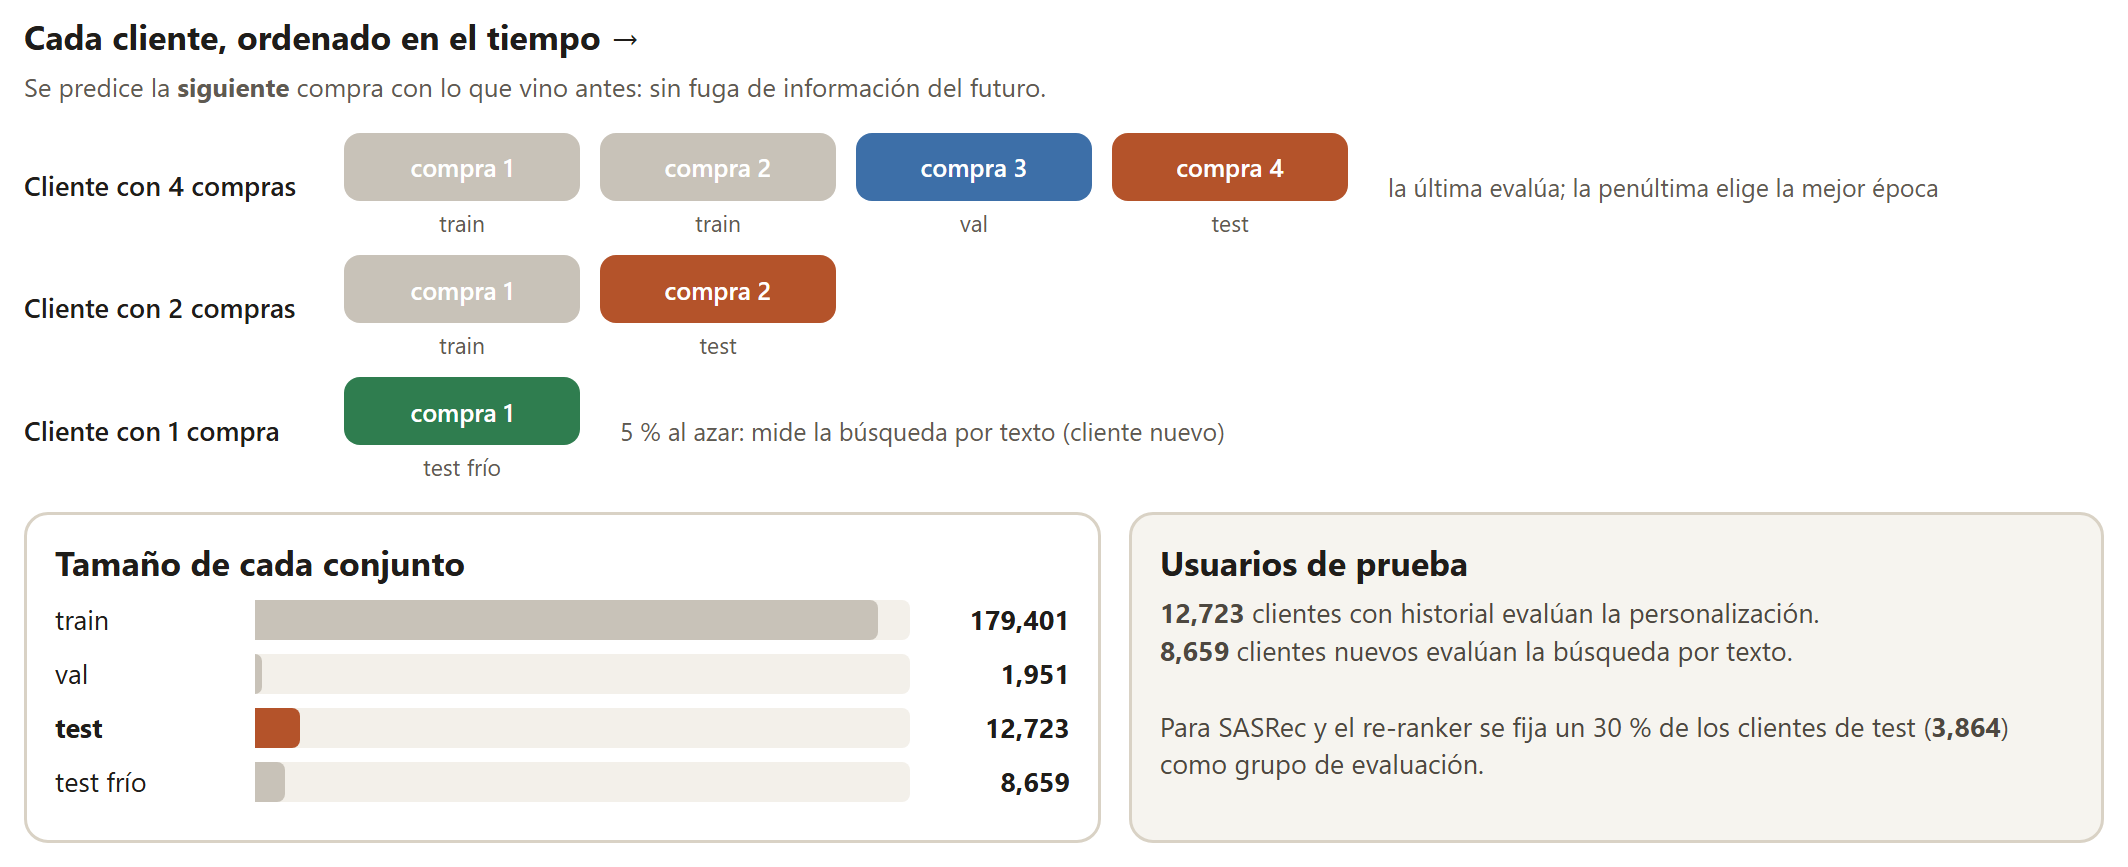 Cada cliente, ordenado en el tiempo →
Se predice la siguiente compra con lo que vino antes: sin fuga de información del futuro.
Cliente con 4 compras
compra 1
compra 2
compra 3
compra 4
train
train
val
test
la última evalúa; la penúltima elige la mejor época
Cliente con 2 compras
compra 1
compra 2
train
test
Cliente con 1 compra
compra 1
test frío
5 % al azar: mide la búsqueda por texto (cliente nuevo)
Tamaño de cada conjunto
train 179,401
val 1,951
test 12,723
test frío 8,659
Usuarios de prueba
12,723 clientes con historial evalúan la personalización.
8,659 clientes nuevos evalúan la búsqueda por texto.
Para SASRec y el re-ranker se fija un 30 % de los clientes de test (3,864)
como grupo de evaluación.